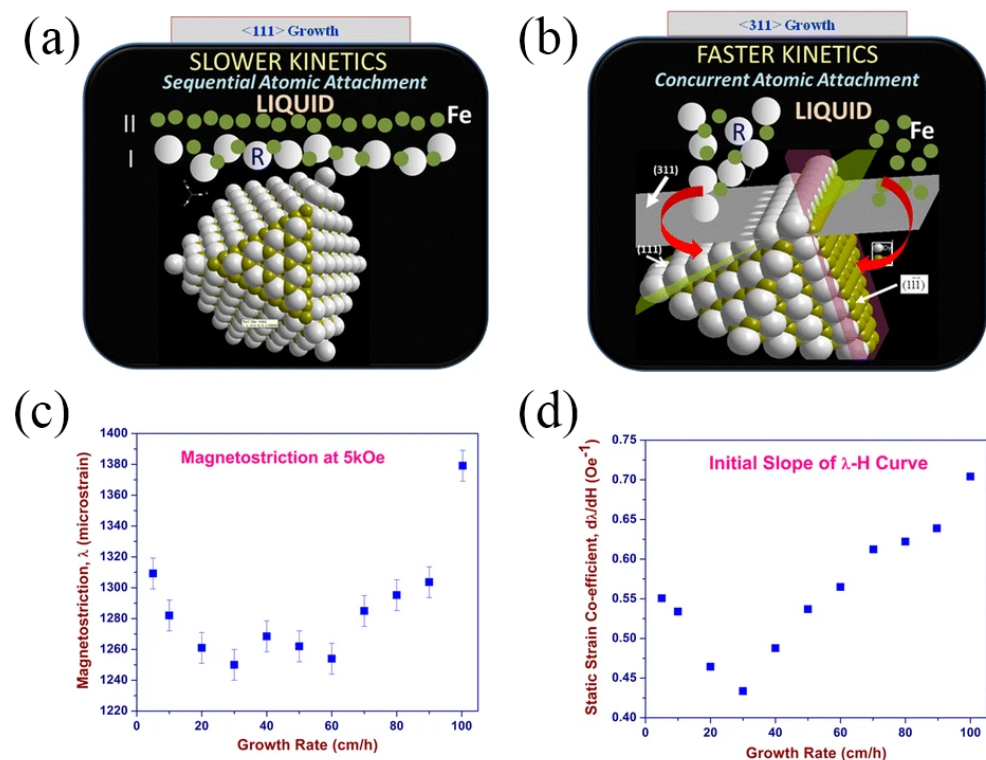 (a)
<111> Growth
SLOWER KINETICS
Sequential Atomic Attachment
LIQUID
II
Fe
I
R
(b)
<311> Growth
FASTER KINETICS
Concurrent Atomic Attachment
LIQUID
R
Fe
(311)
(111)
(111)
(c)
1400
1380
1360
1340
1320
1300
1280
1260
1240
1220
Magnetostriction at 5kOe
Magnetostriction, λ (microstrain)
0 20 40 60 80 100
Growth Rate (cm/h)
(d)
0.75
0.70
0.65
0.60
0.55
0.50
0.45
0.40
Initial Slope of λ-H Curve
Static Strain Co-efficient, dλ/dH (Oe⁻¹)
0 20 40 60 80 100
Growth Rate (cm/h)